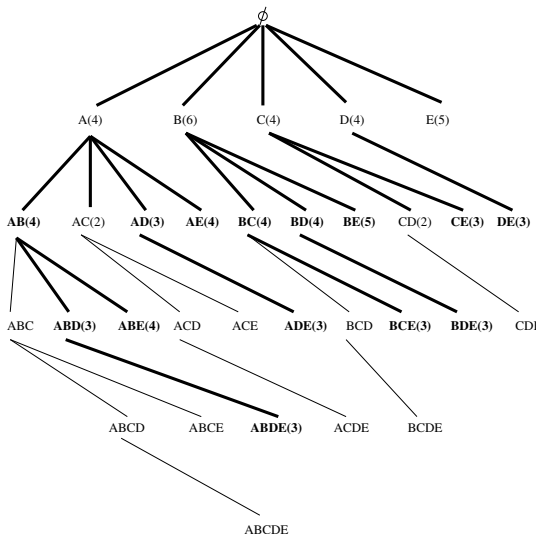 ∅
A(4) B(6) C(4) D(4) E(5)
AB(4) AC(2) AD(3) AE(4) BC(4) BD(4) BE(5) CD(2) CE(3) DE(3)
ABC ABD(3) ABE(4) ACD ACE ADE(3) BCD BCE(3) BDE(3) CDE
ABCD ABCE ABDE(3) ACDE BCDE
ABCDE